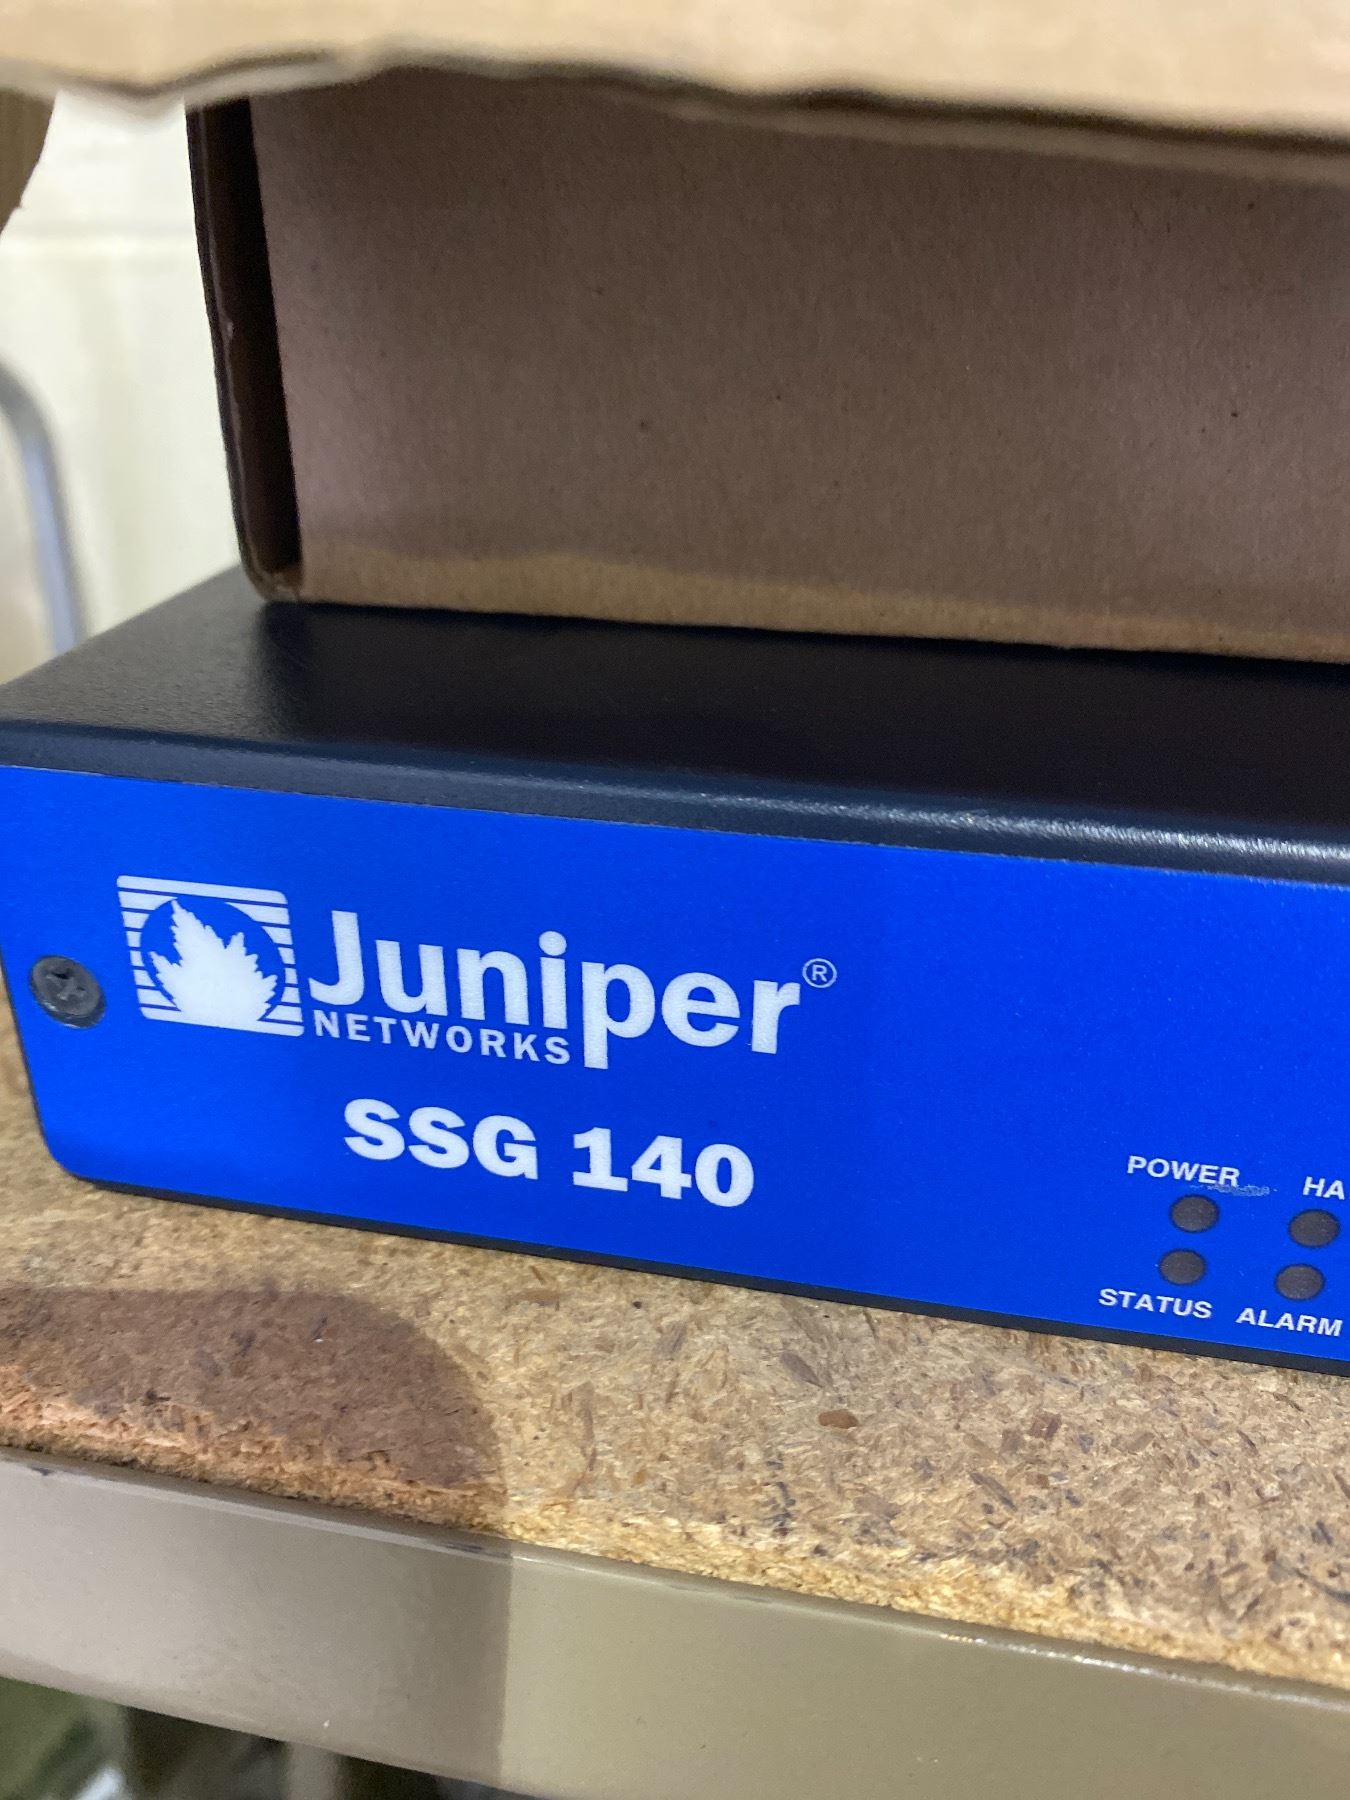 Juniper®
NETWORKS
SSG 140
POWER HA
STATUS ALARM